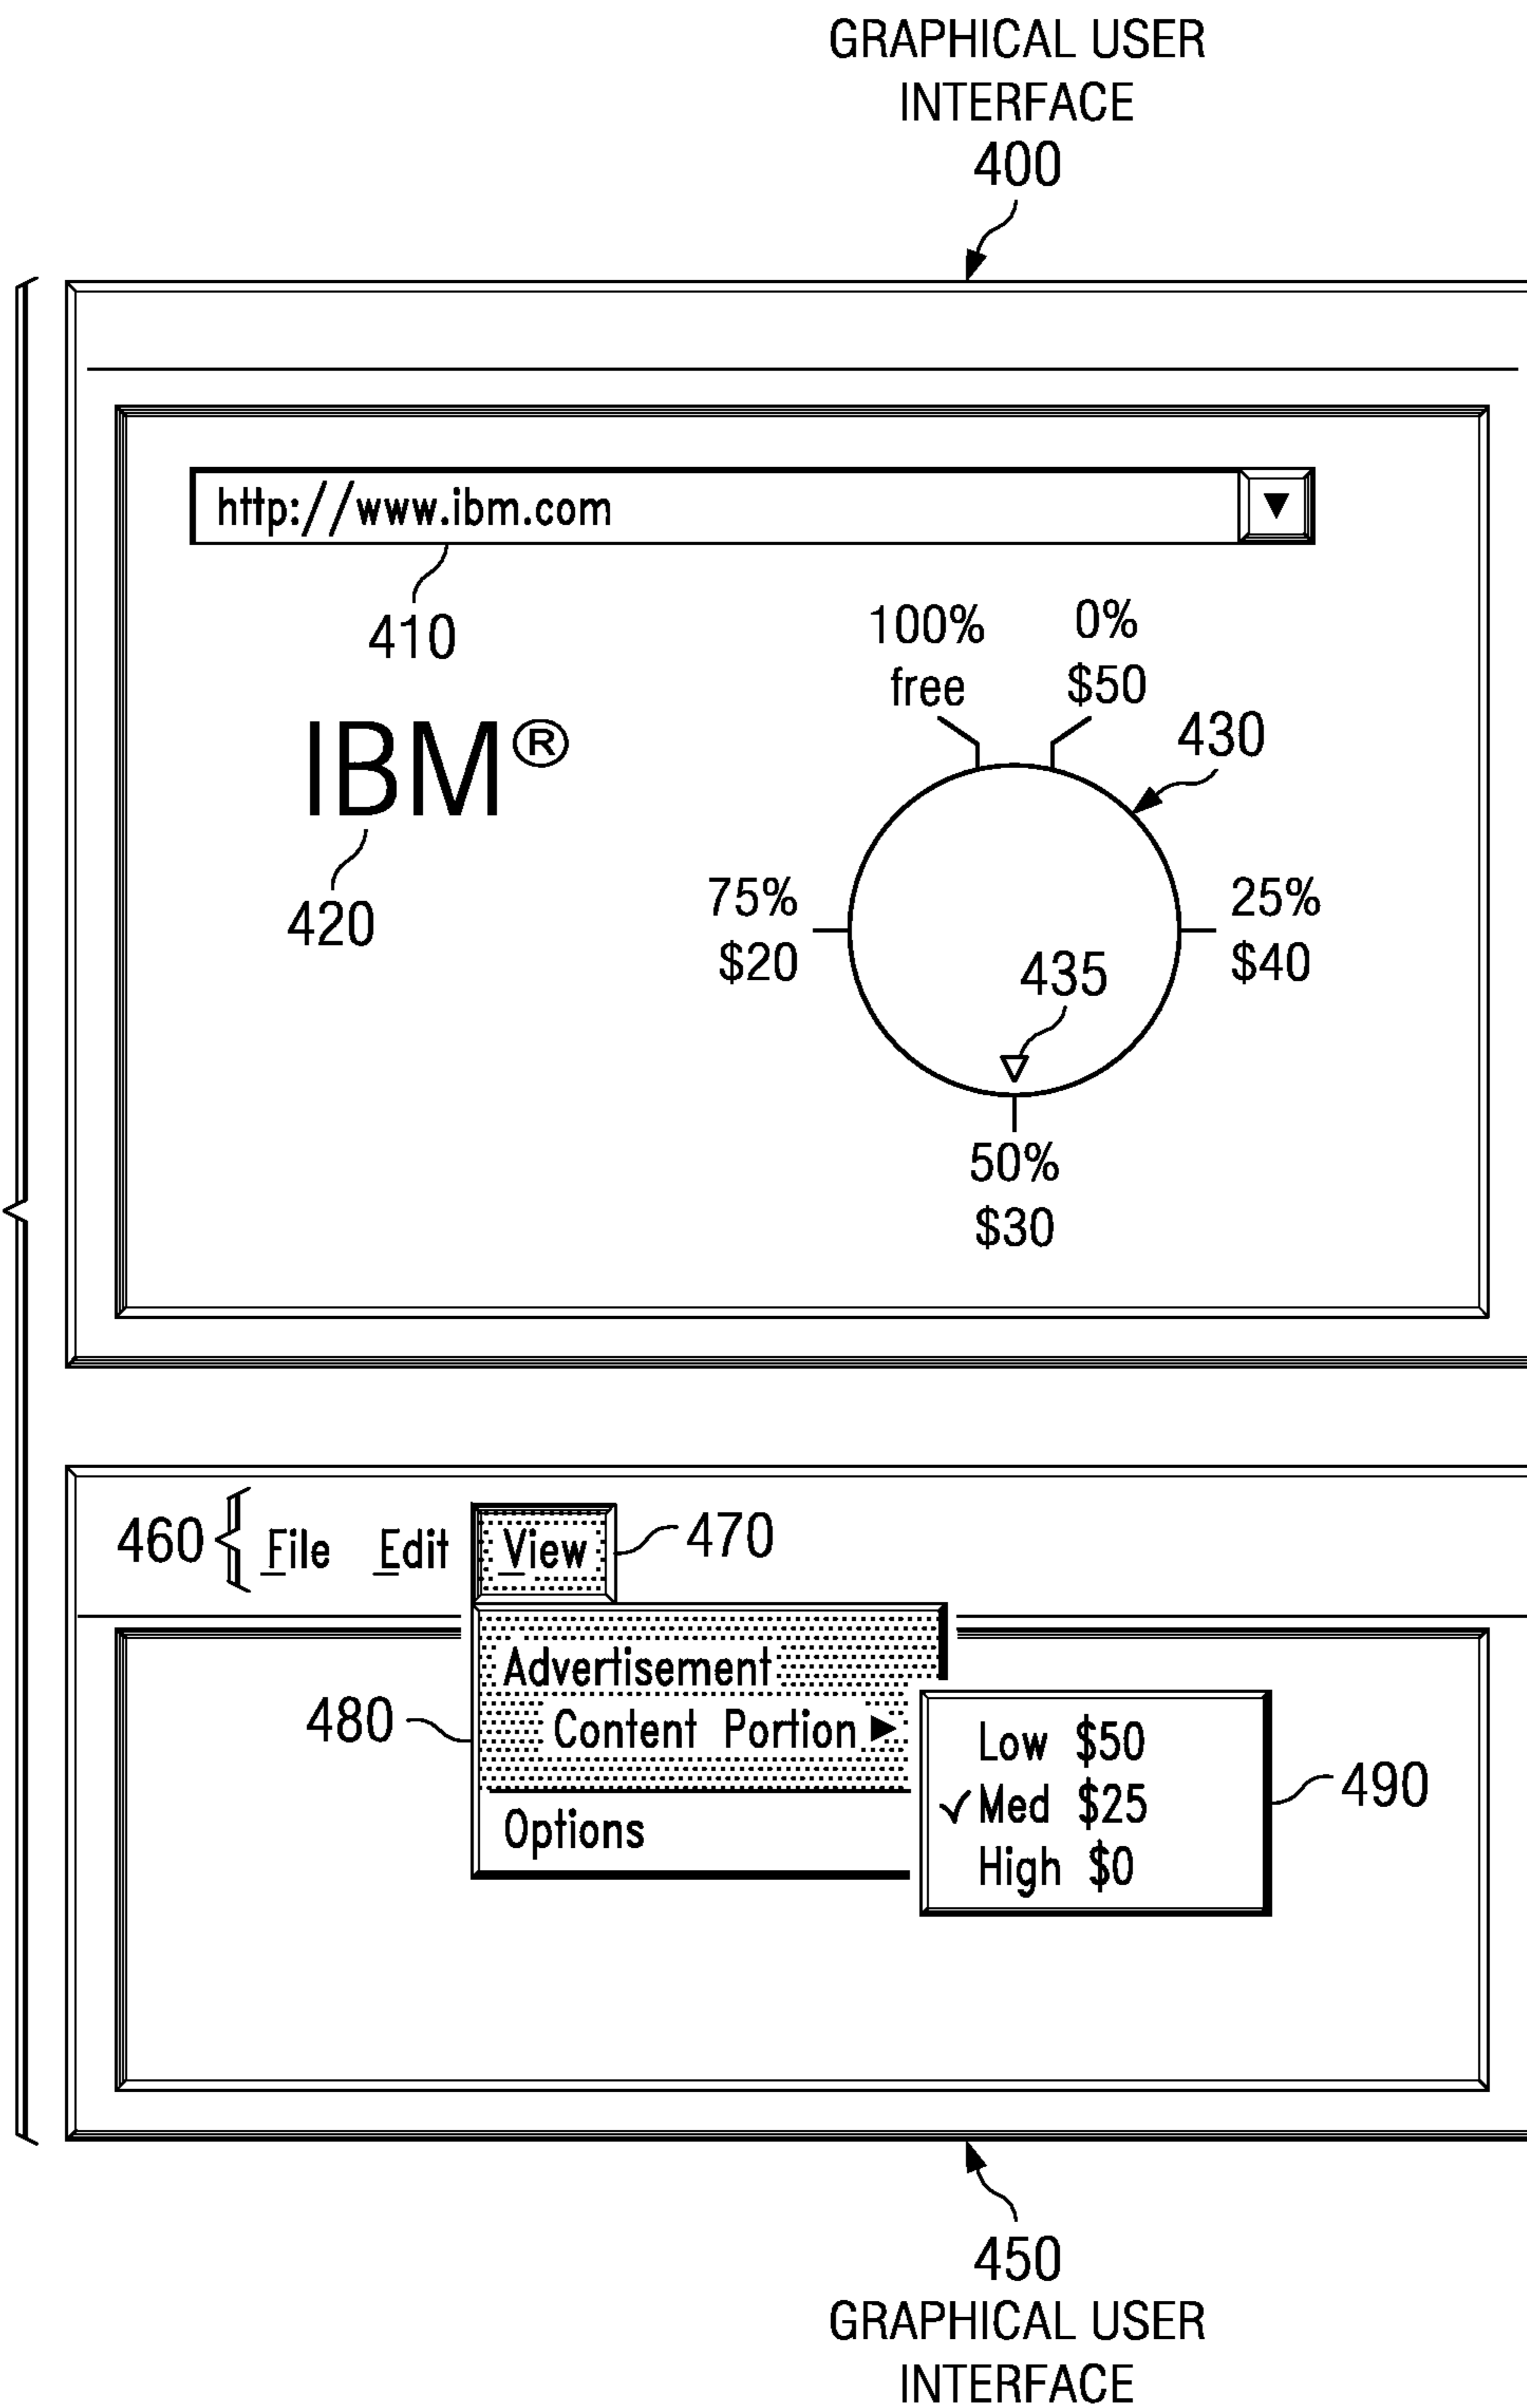 GRAPHICAL USER
INTERFACE
400
http://www.ibm.com
410
100%
free
0%
$50
430
IBM®
420
75%
$20
25%
$40
435
50%
$30
460
File Edit View
470
Advertisement
Content Portion
480
Low $50
Med $25
High $0
490
Options
450
GRAPHICAL USER
INTERFACE